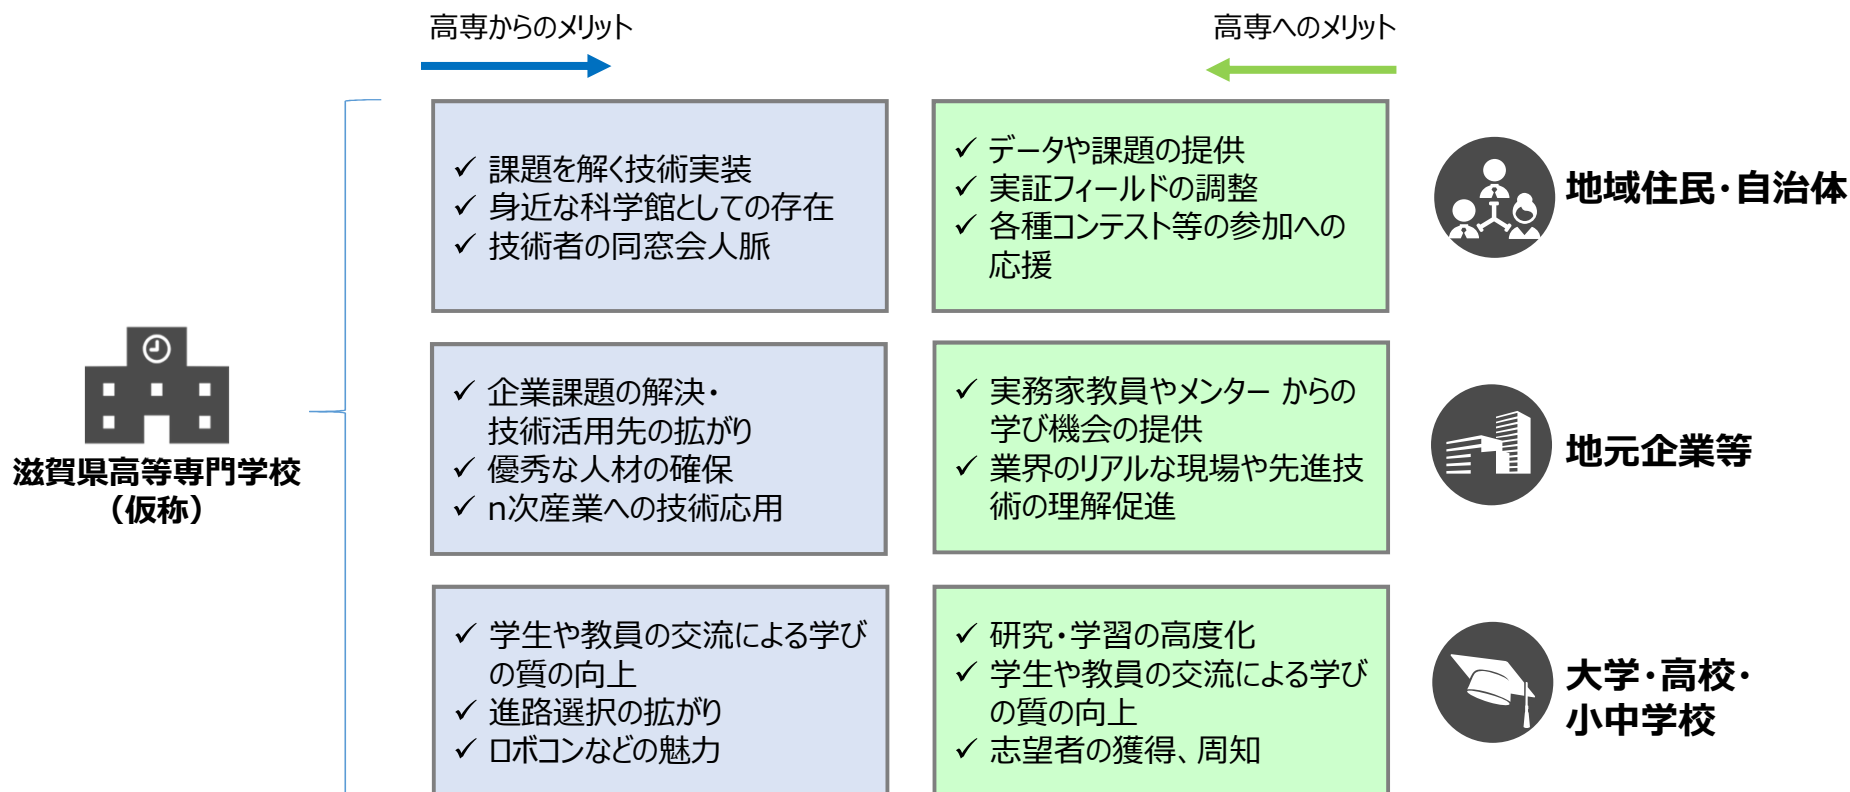 高専からのメリット
高専へのメリット
✓ 課題を解く技術実装
✓ 身近な科学館としての存在
✓ 技術者の同窓会人脈
✓ データや課題の提供
✓ 実証フィールドの調整
✓ 各種コンテスト等の参加への
応援
地域住民・自治体
滋賀県高等専門学校
（仮称）
✓ 企業課題の解決・
技術活用先の拡がり
✓ 優秀な人材の確保
✓ n次産業への技術応用
✓ 実務家教員やメンター からの
学び機会の提供
✓ 業界のリアルな現場や先進技
術の理解促進
地元企業等
✓ 学生や教員の交流による学び
の質の向上
✓ 進路選択の拡がり
✓ ロボコンなどの魅力
✓ 研究・学習の高度化
✓ 学生や教員の交流による学び
の質の向上
✓ 志望者の獲得、周知
大学・高校・
小中学校